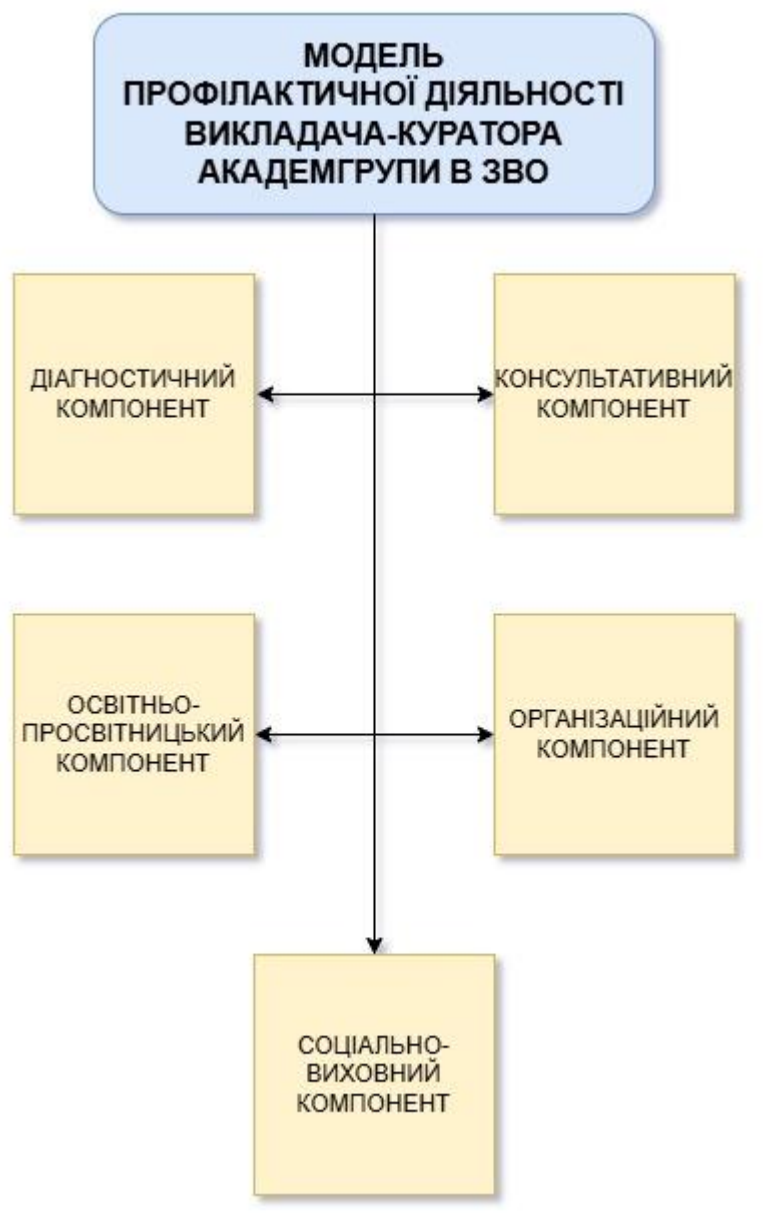 МОДЕЛЬ
ПРОФІЛАКТИЧНОЇ ДІЯЛЬНОСТІ
ВИКЛАДАЧА-КУРАТОРА
АКАДЕМГРУПИ В ЗВО
ДІАГНОСТИЧНИЙ
КОМПОНЕНТ
КОНСУЛЬТАТИВНИЙ
КОМПОНЕНТ
ОСВІТНЬО-
ПРОСВІТНИЦЬКИЙ
КОМПОНЕНТ
ОРГАНІЗАЦІЙНИЙ
КОМПОНЕНТ
СОЦІАЛЬНО-
ВИХОВНИЙ
КОМПОНЕНТ